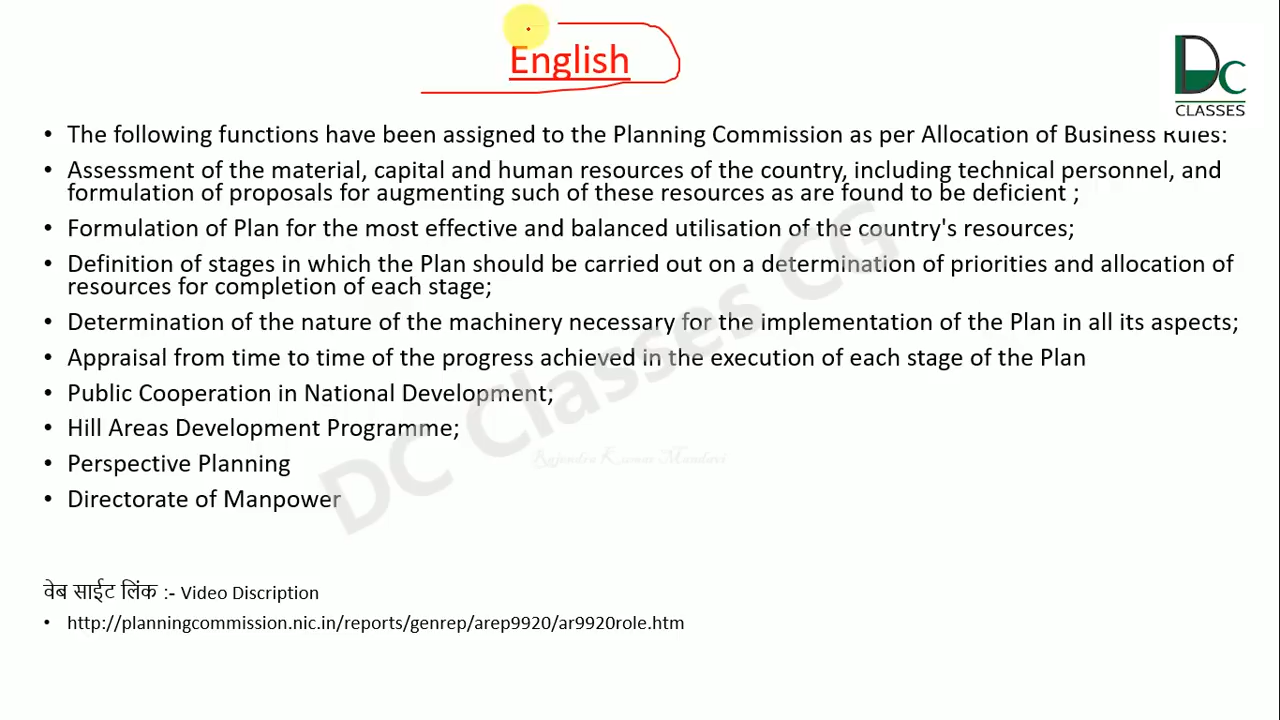 English
DC
CLASSES
• The following functions have been assigned to the Planning Commission as per Allocation of Business Rules:
• Assessment of the material, capital and human resources of the country, including technical personnel, and
formulation of proposals for augmenting such of these resources as are found to be deficient ;
• Formulation of Plan for the most effective and balanced utilisation of the country's resources;
• Definition of stages in which the Plan should be carried out on a determination of priorities and allocation of
resources for completion of each stage;
• Determination of the nature of the machinery necessary for the implementation of the Plan in all its aspects;
• Appraisal from time to time of the progress achieved in the execution of each stage of the Plan
• Public Cooperation in National Development;
• Hill Areas Development Programme;
• Perspective Planning
• Directorate of Manpower
DC Classes CG
Rajendra Kumar Mandavi
वेब साईट लिंक :- Video Discription
• http://planningcommission.nic.in/reports/genrep/arep9920/ar9920role.htm